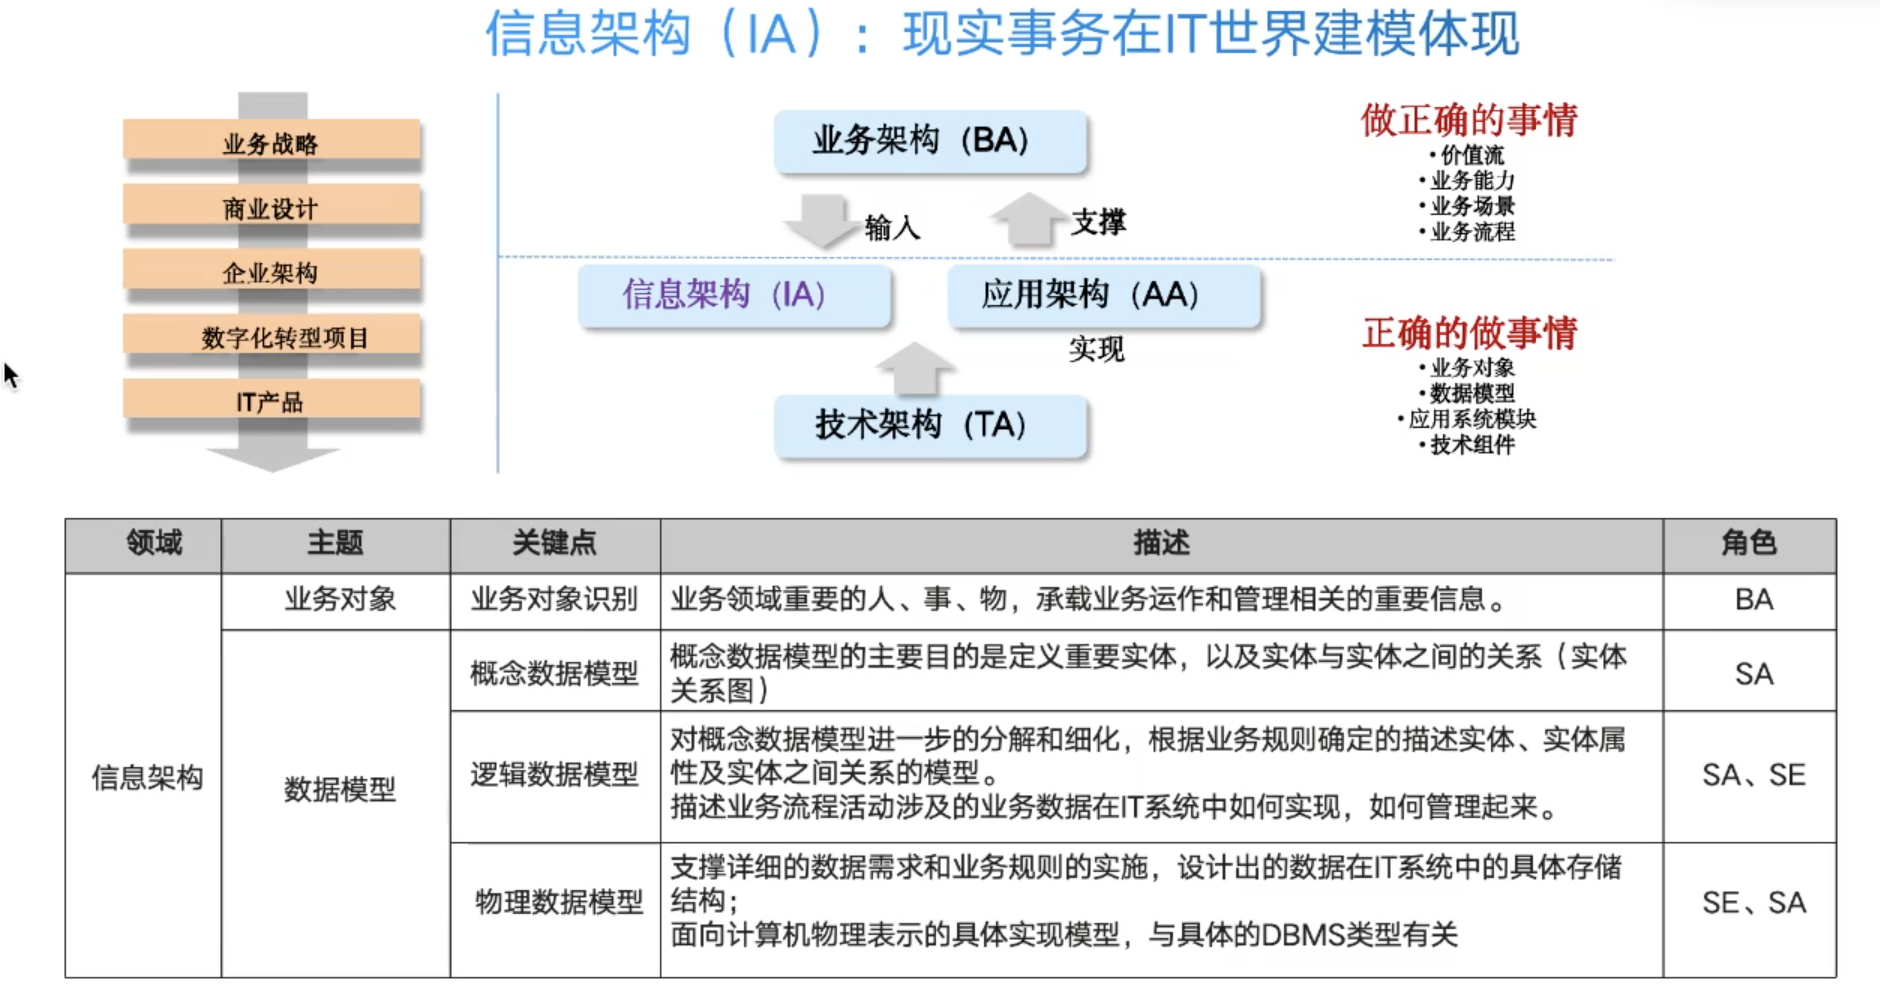 信息架构（IA）：现实事务在IT世界建模体现
业务战略
商业设计
企业架构
数字化转型项目
IT产品
业务架构（BA）
输入
支撑
信息架构（IA）
应用架构（AA）
实现
技术架构（TA）
做正确的事情
•价值流
•业务能力
•业务场景
•业务流程
正确的做事情
•业务对象
•数据模型
•应用系统模块
•技术组件
领域 主题 关键点 描述 角色
信息架构
业务对象 业务对象识别 业务领域重要的人、事、物，承载业务运作和管理相关的重要信息。 BA
数据模型
概念数据模型
概念数据模型的主要目的是定义重要实体，以及实体与实体之间的关系（实体
关系图）
SA
逻辑数据模型
对概念数据模型进一步的分解和细化，根据业务规则确定的描述实体、实体属
性及实体之间关系的模型。
描述业务流程活动涉及的业务数据在IT系统中如何实现，如何管理起来。
SA、SE
物理数据模型
支撑详细的数据需求和业务规则的实施，设计出的数据在IT系统中的具体存储
结构；
面向计算机物理表示的具体实现模型，与具体的DBMS类型有关
SE、SA